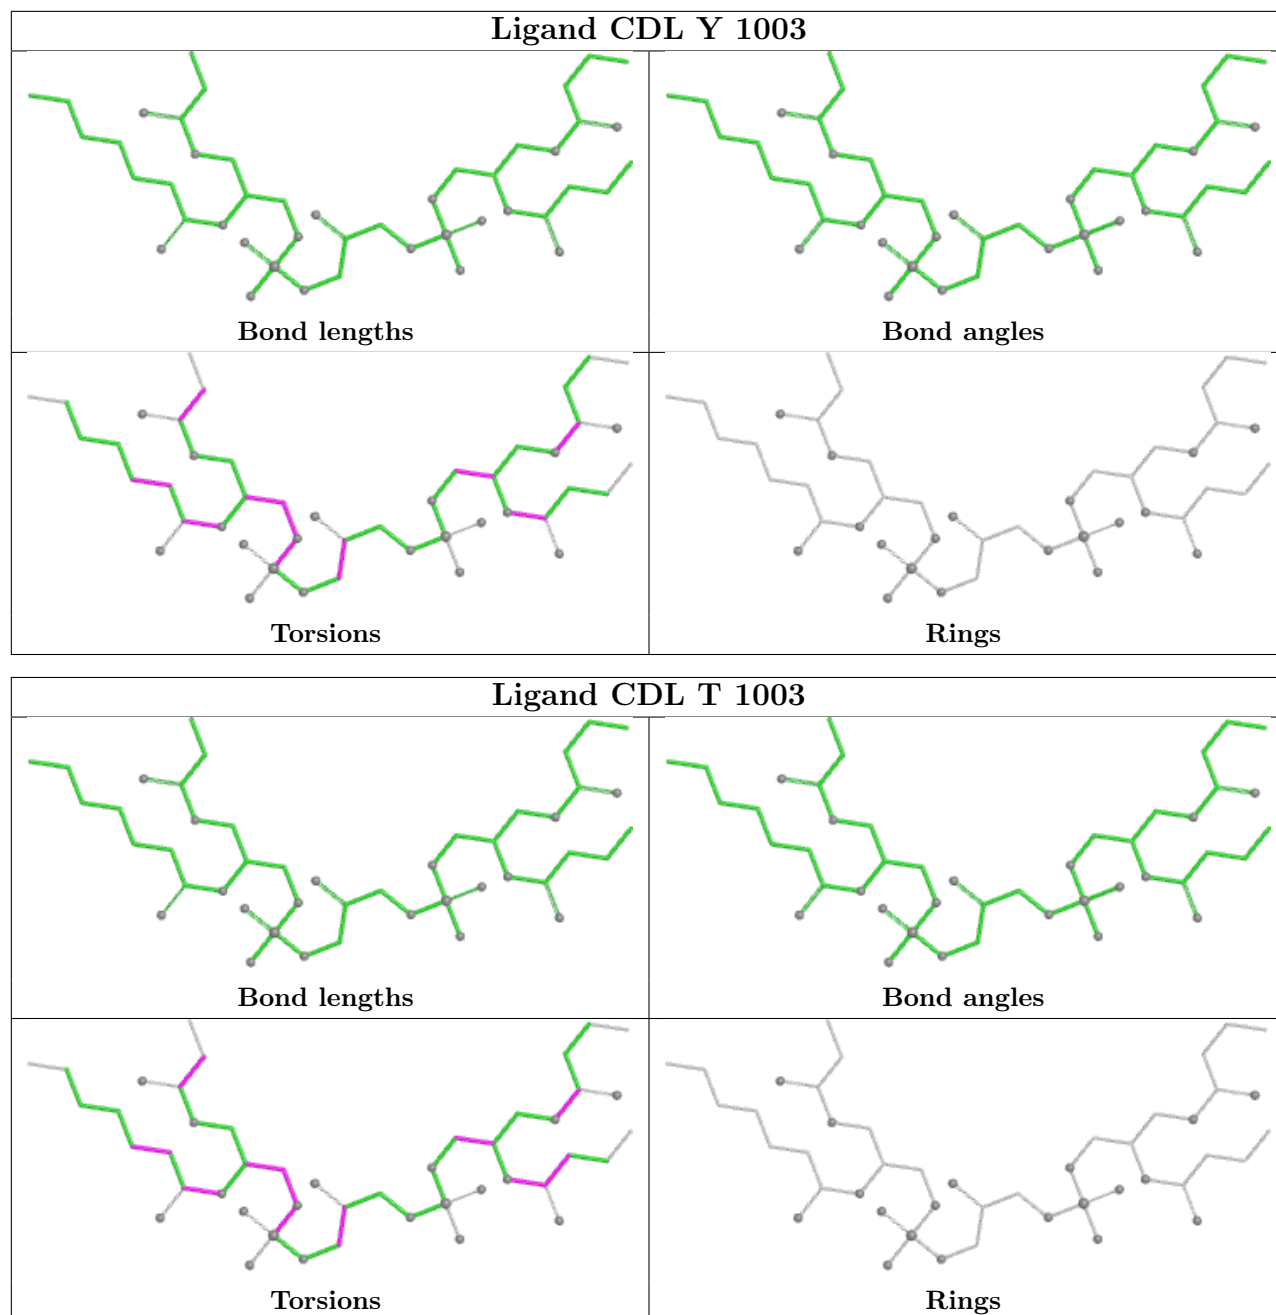 Ligand CDL Y 1003
Bond lengths
Bond angles
Torsions
Rings
Ligand CDL T 1003
Bond lengths
Bond angles
Torsions
Rings